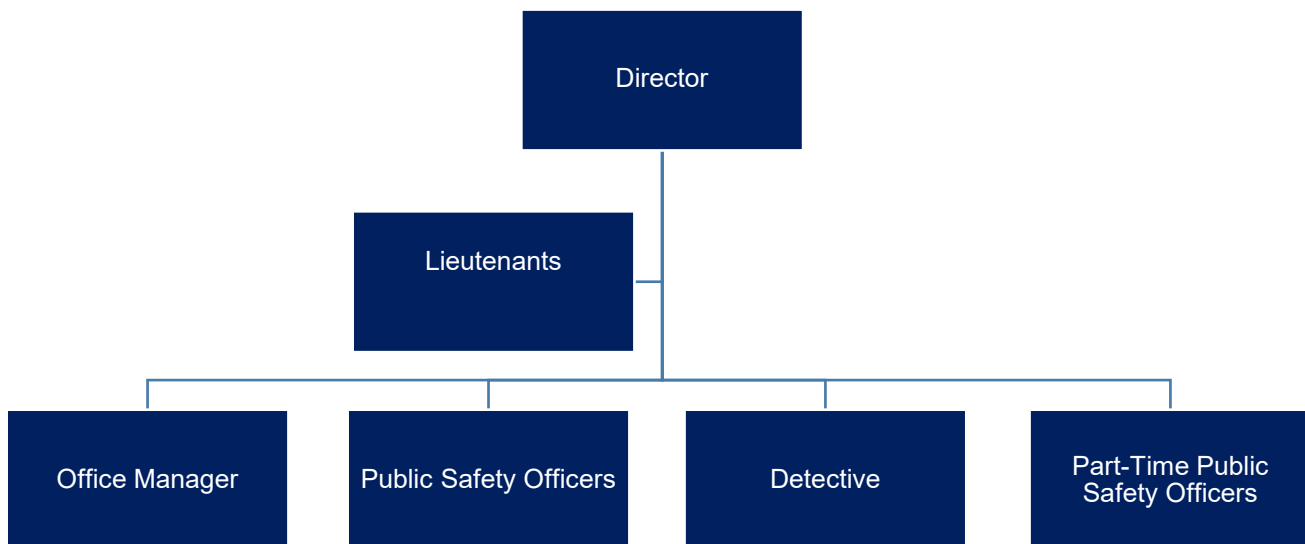 Director
Lieutenants
Office Manager
Public Safety Officers
Detective
Part-Time Public
Safety Officers